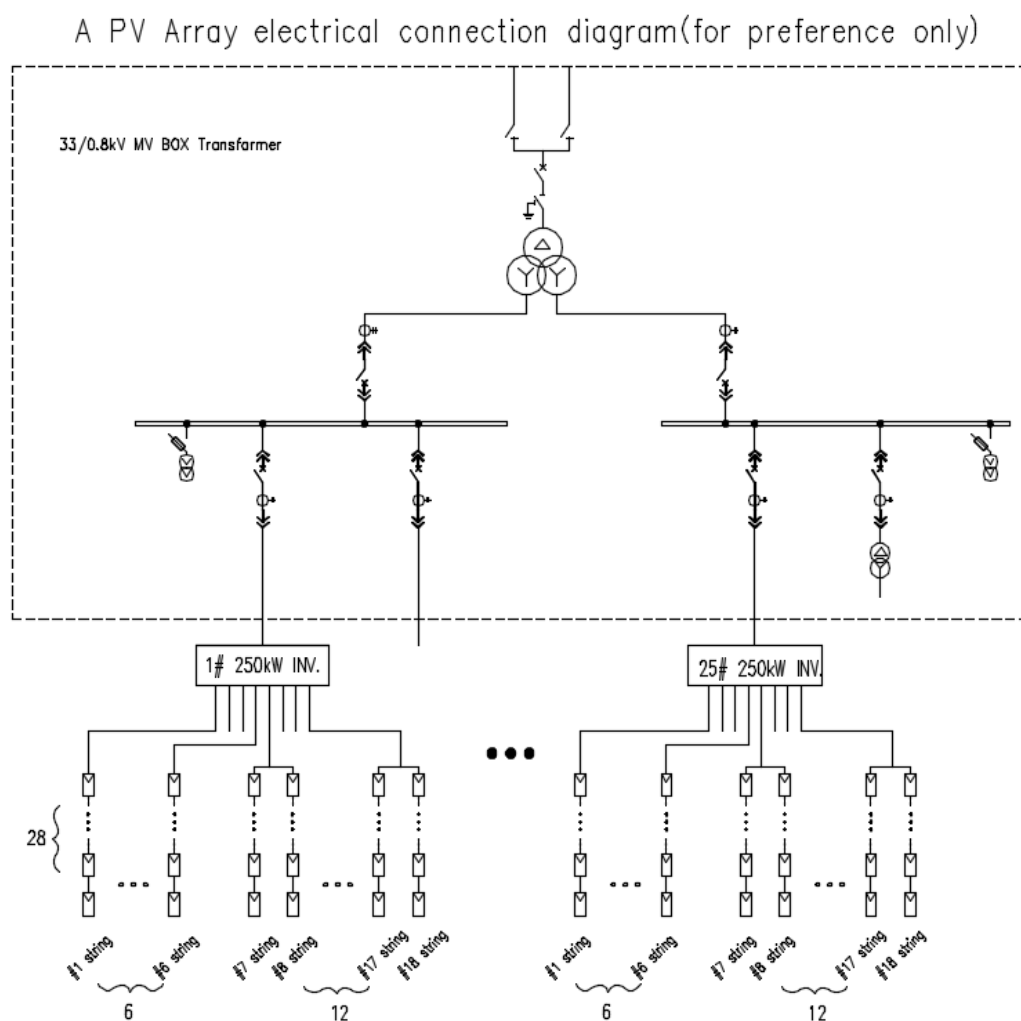 A PV Array electrical connection diagram(for preference only)
33/0.8kV MV BOX Transfarmer
1# 250kW INV.
25# 250kW INV.
28
#1 string
#6 string
#7 string
#8 string
#17 string
#18 string
#1 string
#6 string
#7 string
#8 string
#17 string
#18 string
6
12
6
12